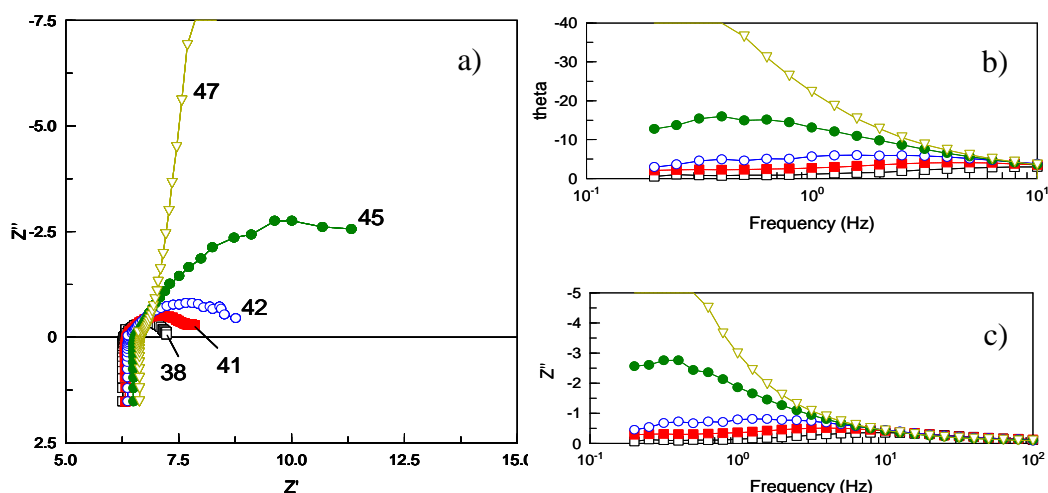 a)
-7.5
-5.0
-2.5
0
2.5
Z"
47
45
42
41
38
5.0 7.5 10.0 12.5 15.0
Z'
b)
-40
-30
-20
-10
0
theta
10-1 100 101
Frequency (Hz)
c)
-5
-4
-3
-2
-1
0
Z"
10-1 100 101 102
Frequency (Hz)